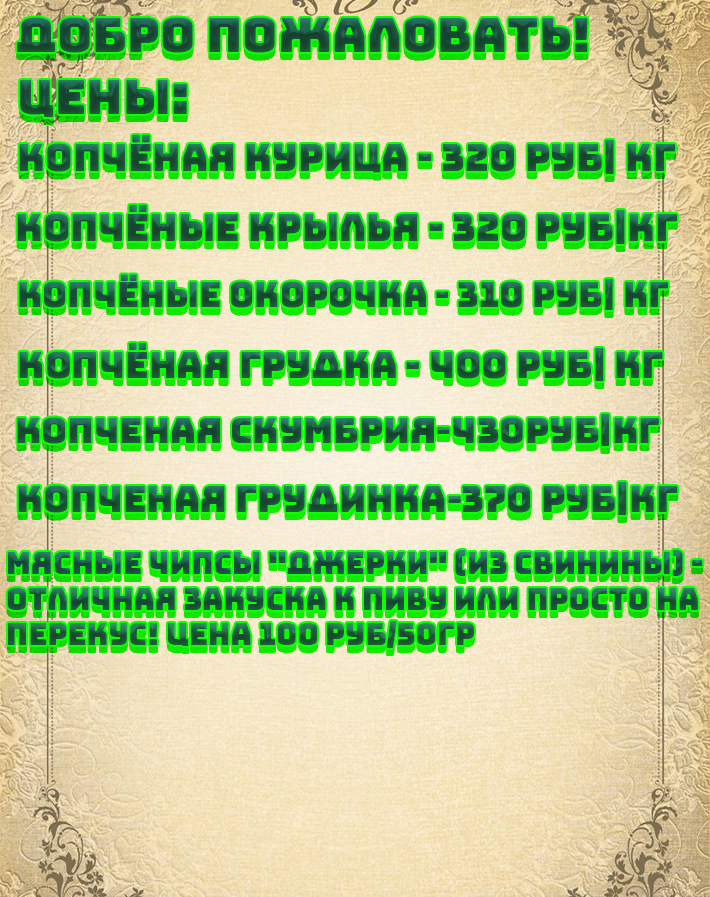 ДОБРО ПОЖАЛОВАТЬ!
ЦЕНЫ:
КОПЧЁНАЯ КУРИЦА - 320 РУБ| КГ
КОПЧЁНЫЕ КРЫЛЬЯ - 320 РУБ|КГ
КОПЧЁНЫЕ ОКОРОЧКА - 310 РУБ| КГ
КОПЧЁНАЯ ГРУДКА - 400 РУБ| КГ
КОПЧЕНАЯ СКУМБРИЯ-430РУБ|КГ
КОПЧЕНАЯ ГРУДИНКА-370 РУБ|КГ
МЯСНЫЕ ЧИПСЫ "ДЖЕРКИ" (ИЗ СВИНИНЫ) -
ОТЛИЧНАЯ ЗАКУСКА К ПИВУ ИЛИ ПРОСТО НА
ПЕРЕКУС! ЦЕНА 100 РУБ/50ГР